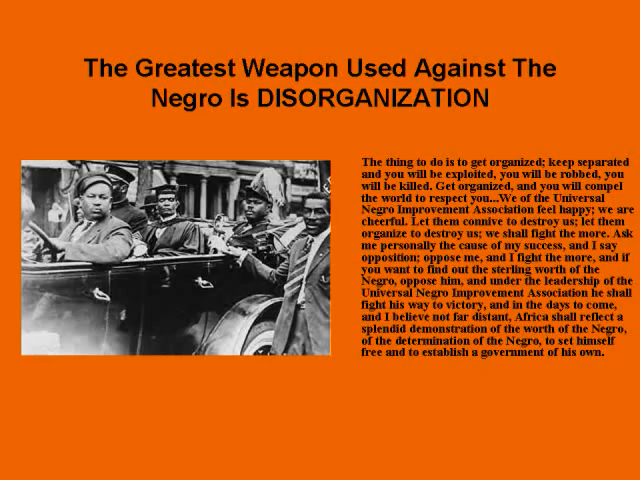 The Greatest Weapon Used Against The
Negro Is DISORGANIZATION
The thing to do is to get organized; keep separated
and you will be exploited, you will be robbed, you
will be killed. Get organized, and you will compel
the world to respect you...We of the Universal
Negro Improvement Association feel happy; we are
cheerful. Let them connive to destroy us; let them
organize to destroy us; we shall fight the more. Ask
me personally the cause of my success, and I say
opposition; oppose me, and I fight the more, and if
you want to find out the sterling worth of the
Negro, oppose him, and under the leadership of the
Universal Negro Improvement Association he shall
fight his way to victory, and in the days to come,
and I believe not far distant, Africa shall reflect a
splendid demonstration of the worth of the Negro,
of the determination of the Negro, to set himself
free and to establish a government of his own.